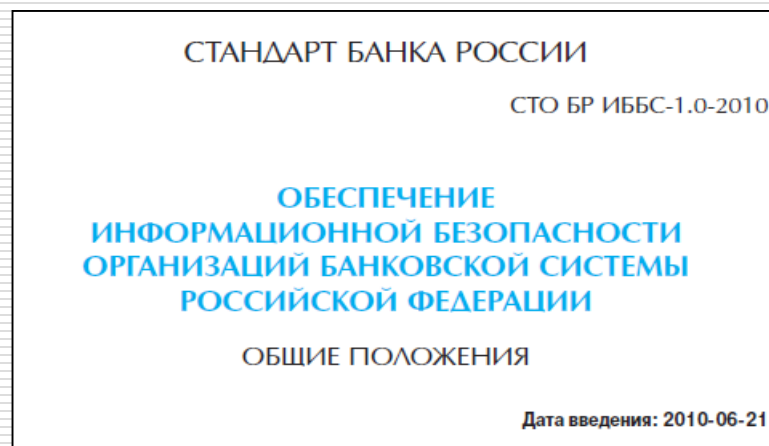 СТАНДАРТ БАНКА РОССИИ
СТО БР ИББС-1.0-2010
ОБЕСПЕЧЕНИЕ
ИНФОРМАЦИОННОЙ БЕЗОПАСНОСТИ
ОРГАНИЗАЦИЙ БАНКОВСКОЙ СИСТЕМЫ
РОССИЙСКОЙ ФЕДЕРАЦИИ
ОБЩИЕ ПОЛОЖЕНИЯ
Дата введения: 2010-06-21